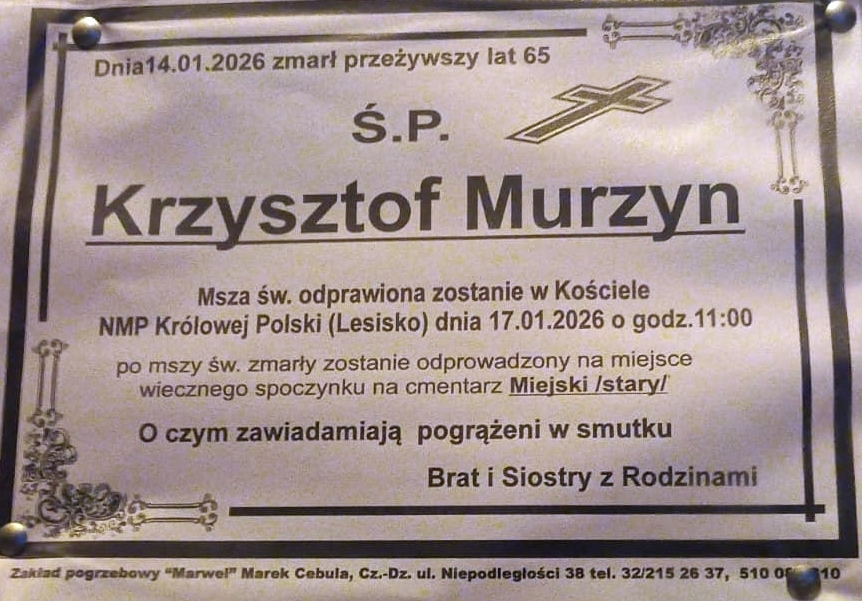 Dnia14.01.2026 zmarł przeżywszy lat 65
Ś.P.
Krzysztof Murzyn
Msza św. odprawiona zostanie w Kościele
NMP Królowej Polski (Lesisko) dnia 17.01.2026 o godz.11:00
po mszy św. zmarły zostanie odprowadzony na miejsce
wiecznego spoczynku na cmentarz Miejski /stary/
O czym zawiadamiają pogrążeni w smutku
Brat i Siostry z Rodzinami
Zakład pogrzebowy "Marwel" Marek Cebula, Cz.-Dz. ul. Niepodległości 38 tel. 32/215 26 37, 510